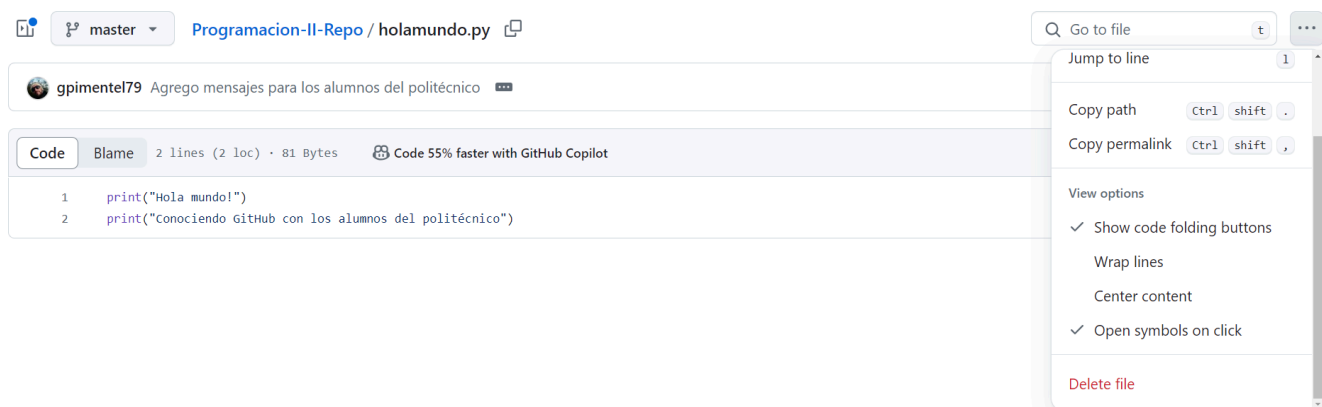 master Programacion-II-Repo / holamundo.py Go to file t ...
gpimentel79 Agrego mensajes para los alumnos del politécnico ...
Code Blame 2 lines (2 loc) · 81 Bytes Code 55% faster with GitHub Copilot
1 print("Hola mundo!")
2 print("Conociendo GitHub con los alumnos del politécnico")
Jump to line l
Copy path Ctrl shift .
Copy permalink Ctrl shift ,
View options
Show code folding buttons
Wrap lines
Center content
Open symbols on click
Delete file